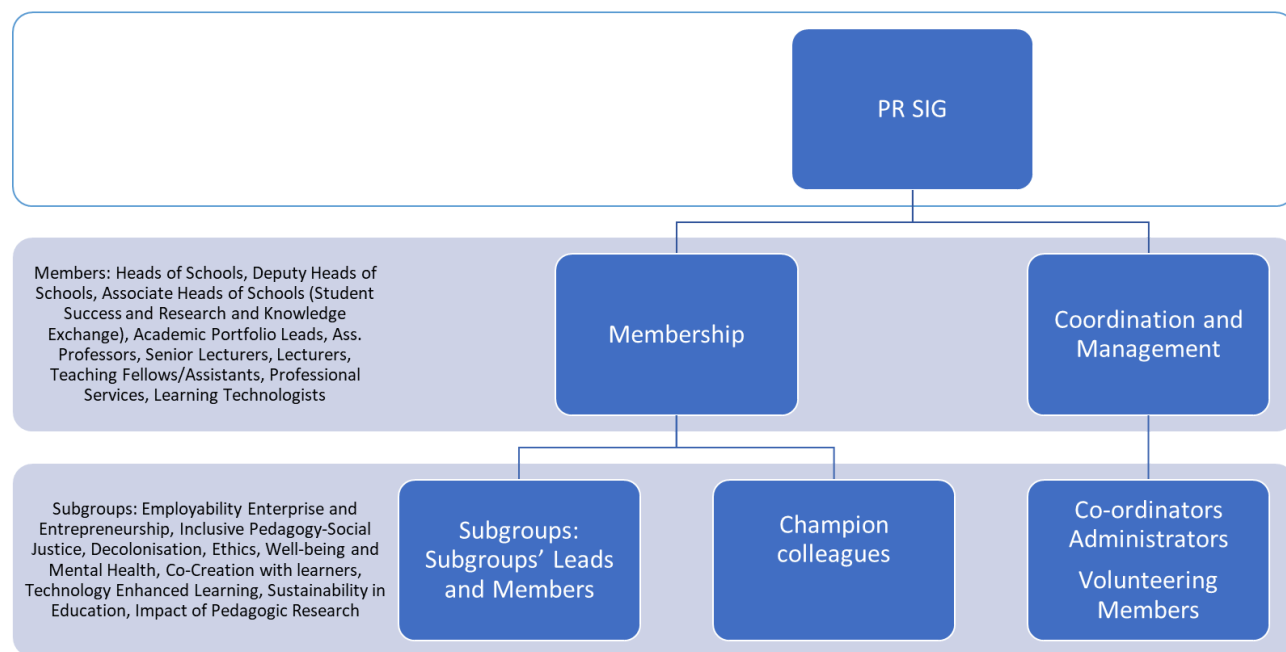 PR SIG
Members: Heads of Schools, Deputy Heads of
Schools, Associate Heads of Schools (Student
Success and Research and Knowledge
Exchange), Academic Portfolio Leads, Ass.
Professors, Senior Lecturers, Lecturers,
Teaching Fellows/Assistants, Professional
Services, Learning Technologists
Membership
Coordination and
Management
Subgroups: Employability Enterprise and
Entrepreneurship, Inclusive Pedagogy-Social
Justice, Decolonisation, Ethics, Well-being and
Mental Health, Co-Creation with learners,
Technology Enhanced Learning, Sustainability in
Education, Impact of Pedagogic Research
Subgroups:
Subgroups’ Leads
and Members
Champion
colleagues
Co-ordinators
Administrators
Volunteering
Members